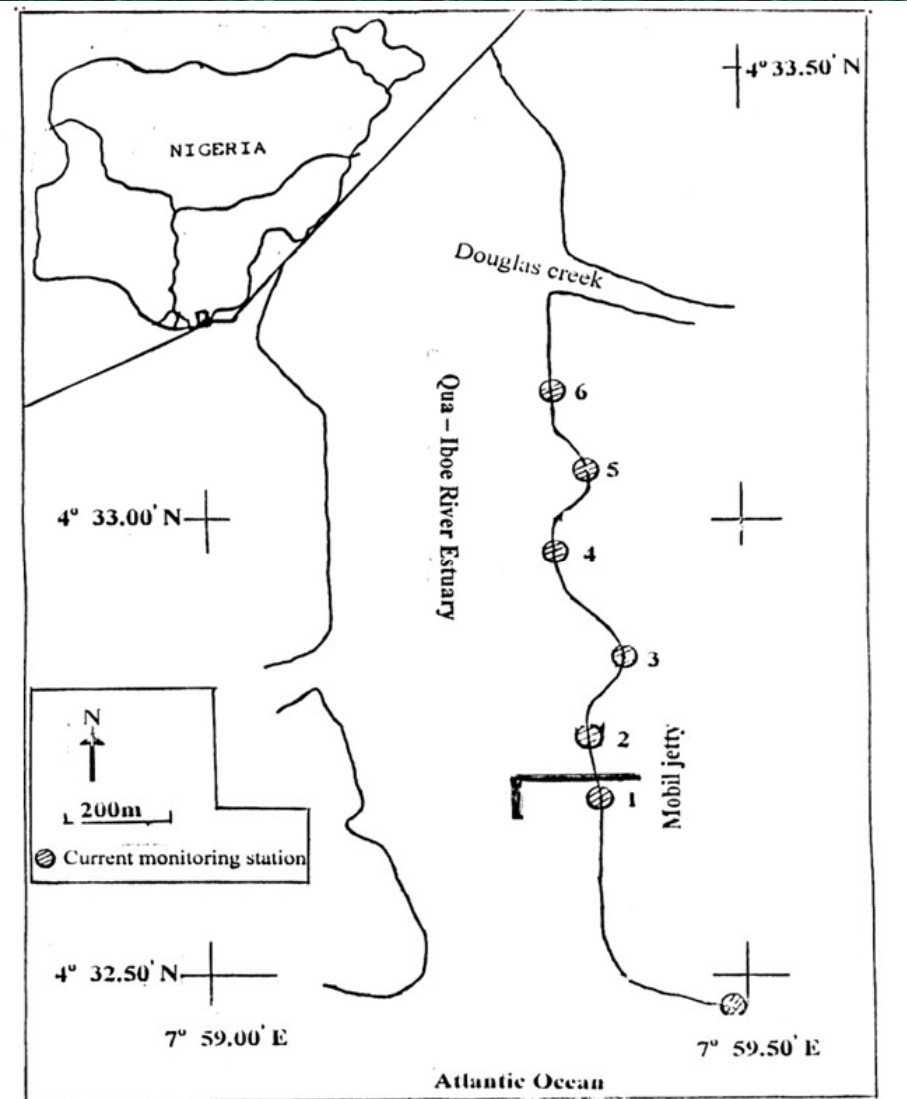 4° 33.50' N
NIGERIA
Douglas creek
6
Qua – Iboe River Estuary
5
4° 33.00' N
4
3
N
2
Mobil jetty
200m
1
Current monitoring station
4° 32.50' N
7° 59.00' E
7° 59.50' E
Atlantic Ocean